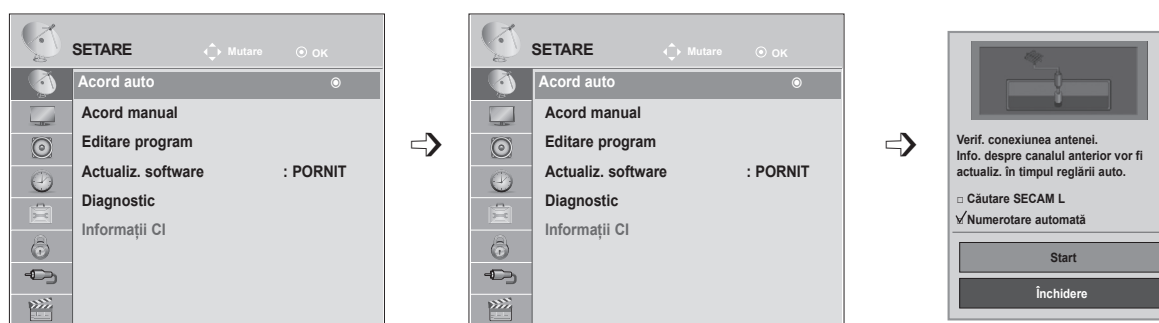 SETARE
Mutare
OK
Acord auto
Acord manual
Editare program
Actualiz. software : PORNIT
Diagnostic
Informații CI
SETARE
Mutare
OK
Acord auto
Acord manual
Editare program
Actualiz. software : PORNIT
Diagnostic
Informații CI
Verif. conexiunea antenei.
Info. despre canalul anterior vor fi
actualiz. în timpul reglării auto.
Căutare SECAM L
Numerotare automată
Start
Închidere